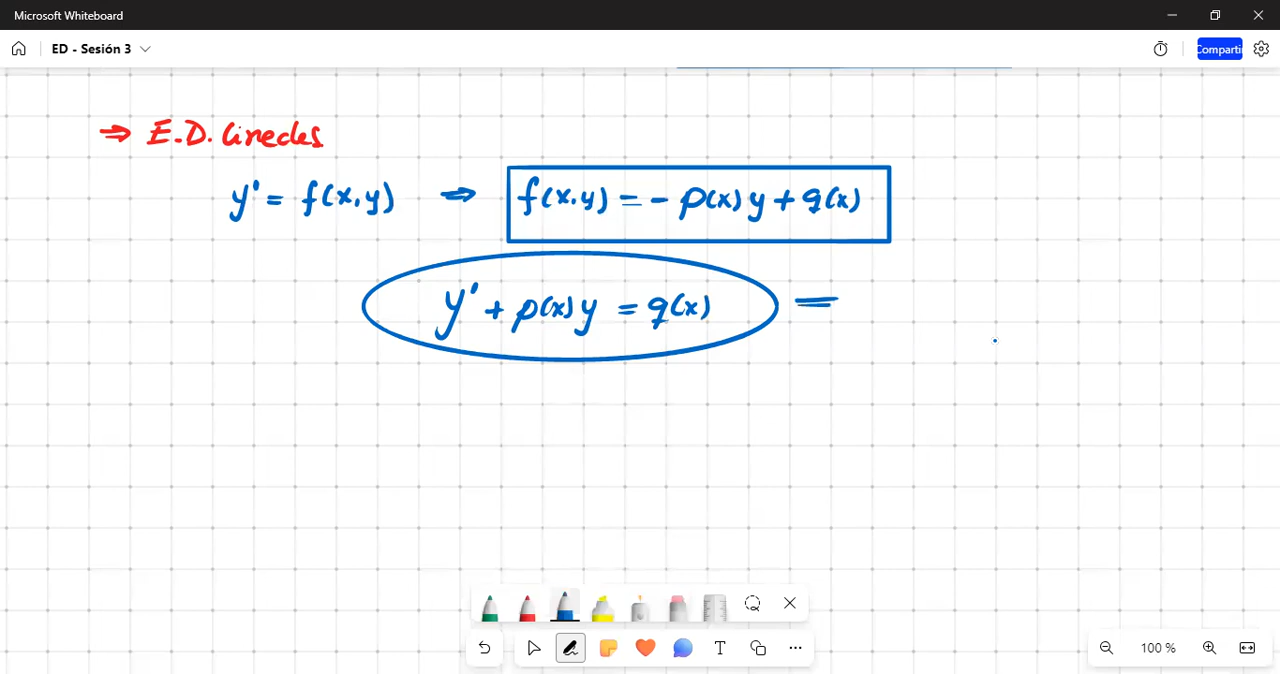 Microsoft Whiteboard
ED - Sesión 3
Comparti
⇒ E.D. Lineales
y' = f(x,y) ⇒ f(x,y) = - p(x)y + q(x)
y' + p(x)y = q(x) =
T
100 %